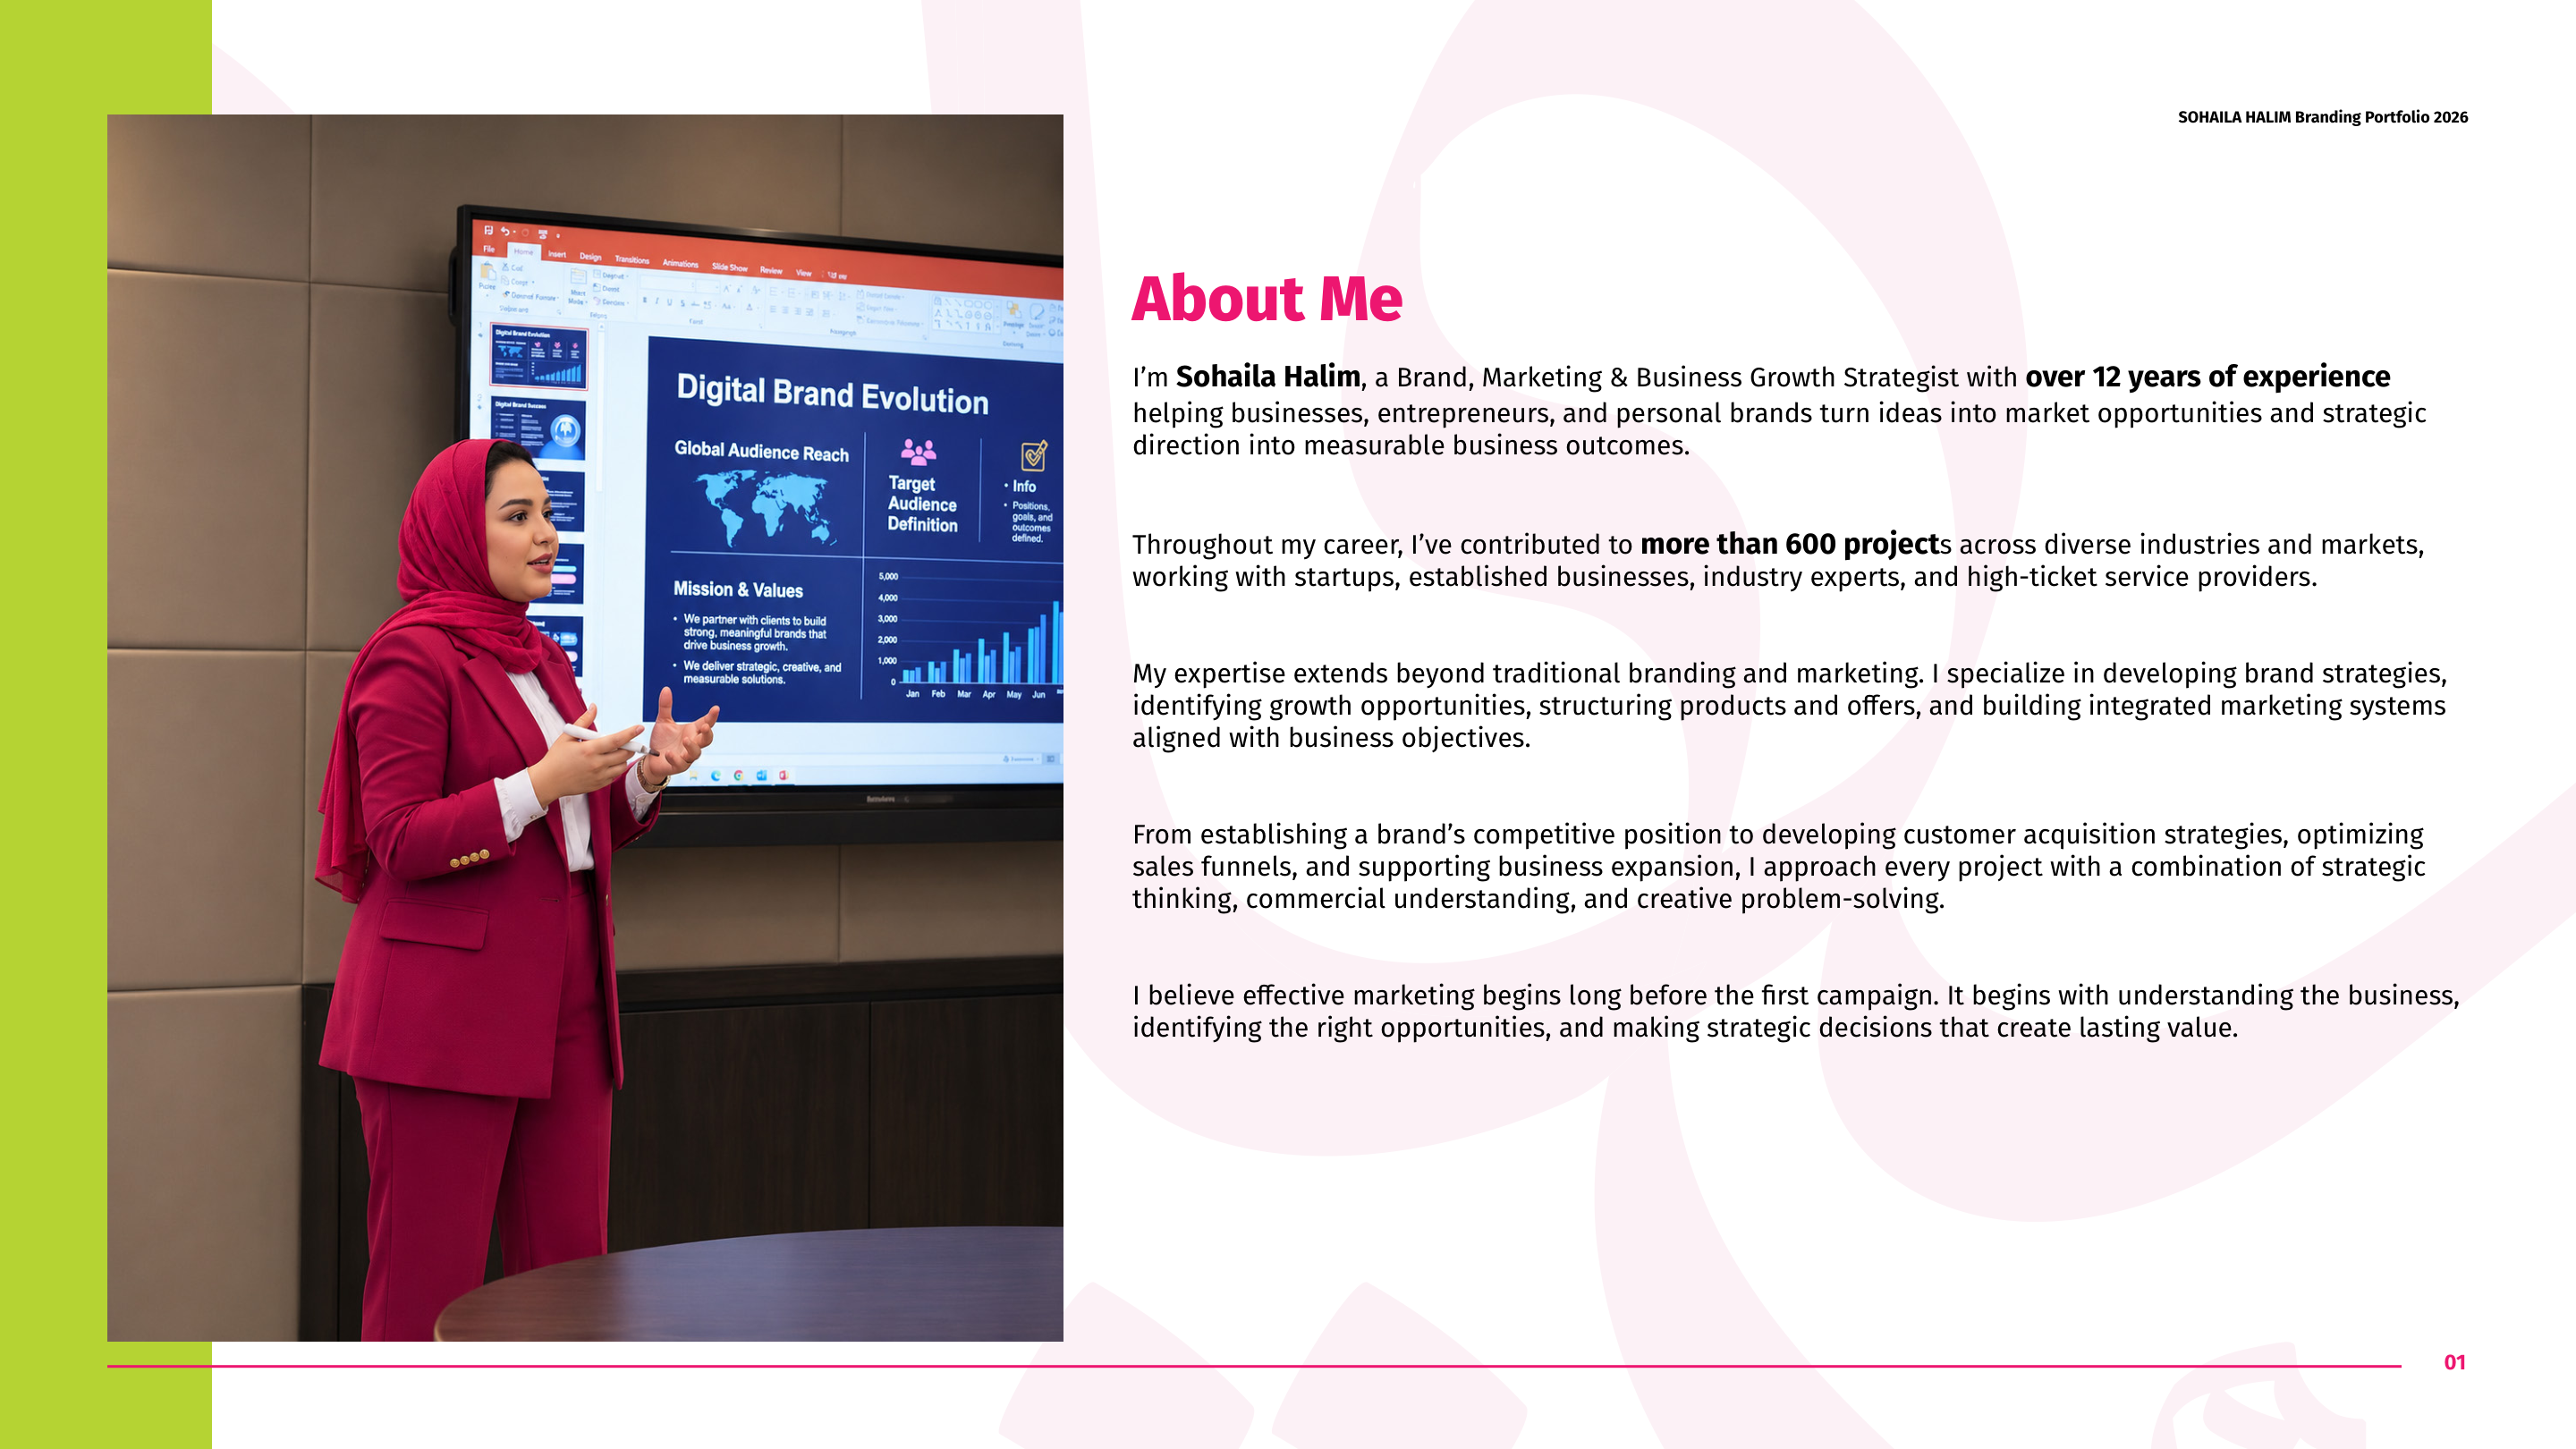 SOHAILA HALIM Branding Portfolio 2026
File Home Insert Design Transitions Animations Slide Show Review View
Digital Brand Evolution
Digital Brand Success
Digital Brand Evolution
Global Audience Reach
Target
Audience
Definition
• Info
• Positions,
goals, and
outcomes
defined.
Mission & Values
• We partner with clients to build
strong, meaningful brands that
drive business growth.
• We deliver strategic, creative, and
measurable solutions.
5,000
4,000
3,000
2,000
1,000
0
Jan Feb Mar Apr May Jun
About Me
I’m Sohaila Halim, a Brand, Marketing & Business Growth Strategist with over 12 years of experience
helping businesses, entrepreneurs, and personal brands turn ideas into market opportunities and strategic
direction into measurable business outcomes.
Throughout my career, I’ve contributed to more than 600 projects across diverse industries and markets,
working with startups, established businesses, industry experts, and high-ticket service providers.
My expertise extends beyond traditional branding and marketing. I specialize in developing brand strategies,
identifying growth opportunities, structuring products and offers, and building integrated marketing systems
aligned with business objectives.
From establishing a brand’s competitive position to developing customer acquisition strategies, optimizing
sales funnels, and supporting business expansion, I approach every project with a combination of strategic
thinking, commercial understanding, and creative problem-solving.
I believe effective marketing begins long before the first campaign. It begins with understanding the business,
identifying the right opportunities, and making strategic decisions that create lasting value.
01